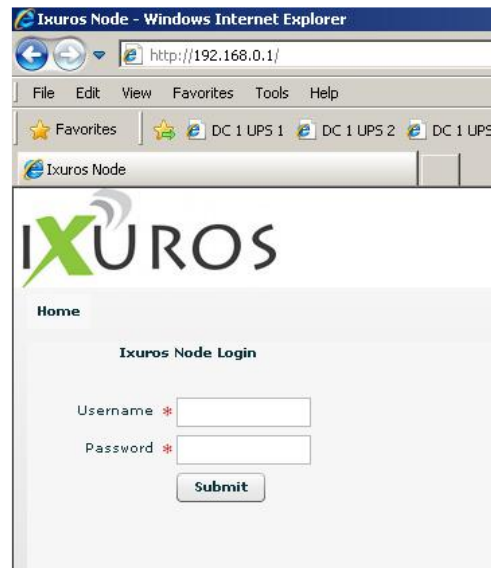 Ixuros Node - Windows Internet Explorer
http://192.168.0.1/
File Edit View Favorites Tools Help
Favorites DC 1 UPS 1 DC 1 UPS 2 DC 1 UPS
Ixuros Node
IXUROS
Home
Ixuros Node Login
Username *
Password *
Submit